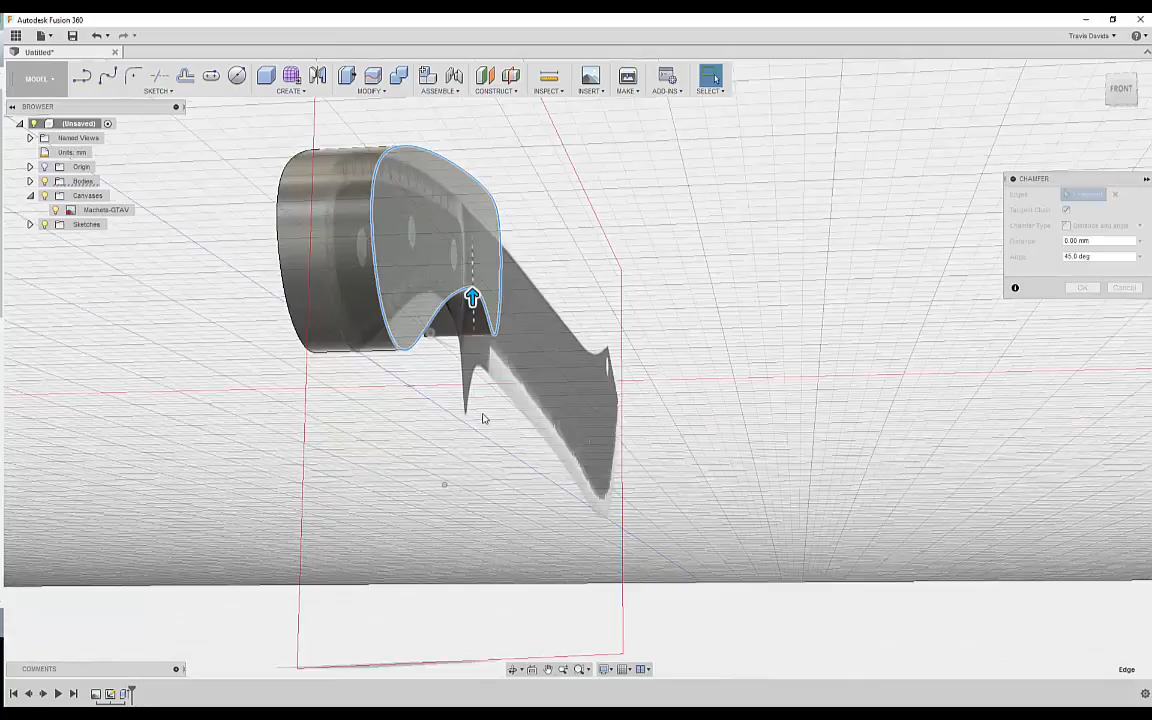 Autodesk Fusion 360
Travis Davids
Untitled*
MODEL
SKETCH
CREATE
MODIFY
ASSEMBLE
CONSTRUCT
INSPECT
INSERT
MAKE
ADD-INS
SELECT
FRONT
BROWSER
(Unsaved)
Named Views
Units: mm
Origin
Bodies
Canvases
Machete-GTAV
Sketches
CHAMFER
Edges
Tangent Chain
Chamfer Type
Distance and angle
Distance
0.00 mm
Angle
45.0 deg
OK
Cancel
COMMENTS
Edge